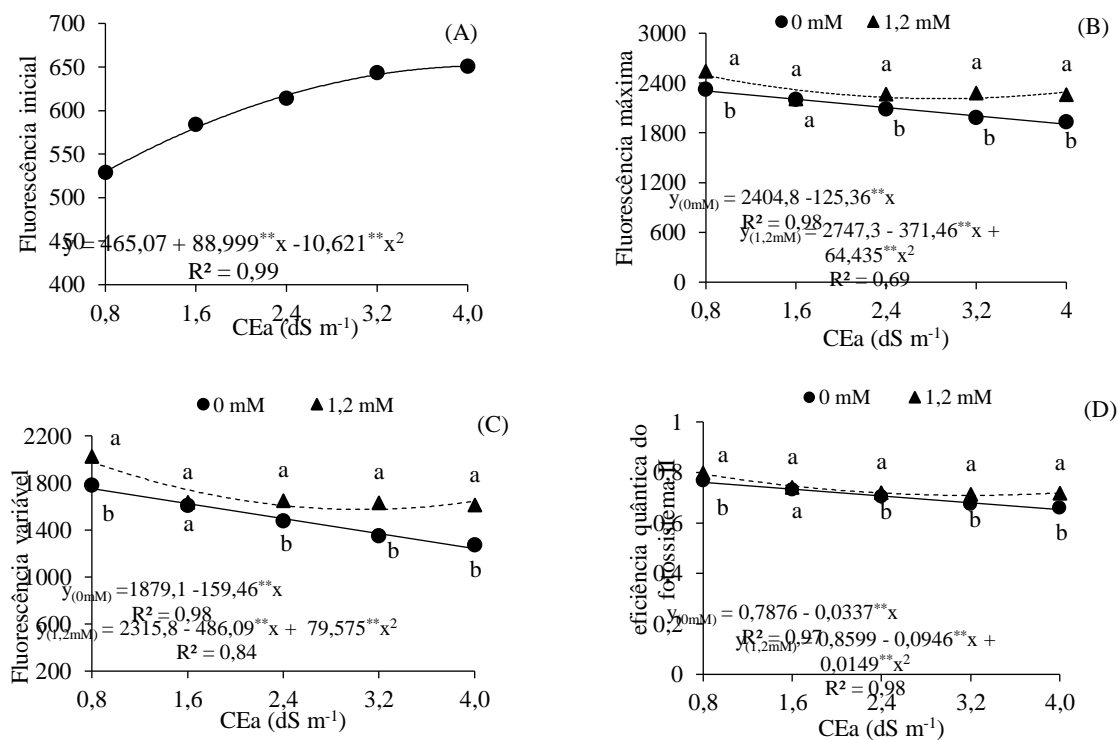 (A)
Fluorescência inicial
700
650
600
550
500
450
400
y = 465,07 + 88,999**x -10,621**x²
R² = 0,99
0,8 1,6 2,4 3,2 4,0
CEa (dS m⁻¹)
0 mM 1,2 mM
(B)
Fluorescência máxima
3000
2400
1800
1200
600
0
a a a a a
b a b b b
y(0mM) = 2404,8 -125,36**x
R² = 0,98
y(1,2mM) = 2747,3 - 371,46**x +
64,435**x²
R² = 0,69
0,8 1,6 2,4 3,2 4
CEa (dS m⁻¹)
0 mM 1,2 mM
(C)
Fluorescência variável
2200
1800
1400
1000
600
200
a a a a a
b a b b b
y(0mM) =1879,1 -159,46**x
R² = 0,98
y(1,2mM) = 2315,8 - 486,09**x + 79,575**x²
R² = 0,84
0,8 1,6 2,4 3,2 4,0
CEa (dS m⁻¹)
0 mM 1,2 mM
(D)
eficiência quântica do
fotossistema II
1
0,8
0,6
0,4
0,2
0
a a a a a
b a b b b
y(0mM) = 0,7876 - 0,0337**x
R² = 0,97
y(1,2mM) = 0,8599 - 0,0946**x +
0,0149**x²
R² = 0,98
0,8 1,6 2,4 3,2 4,0
CEa (dS m⁻¹)